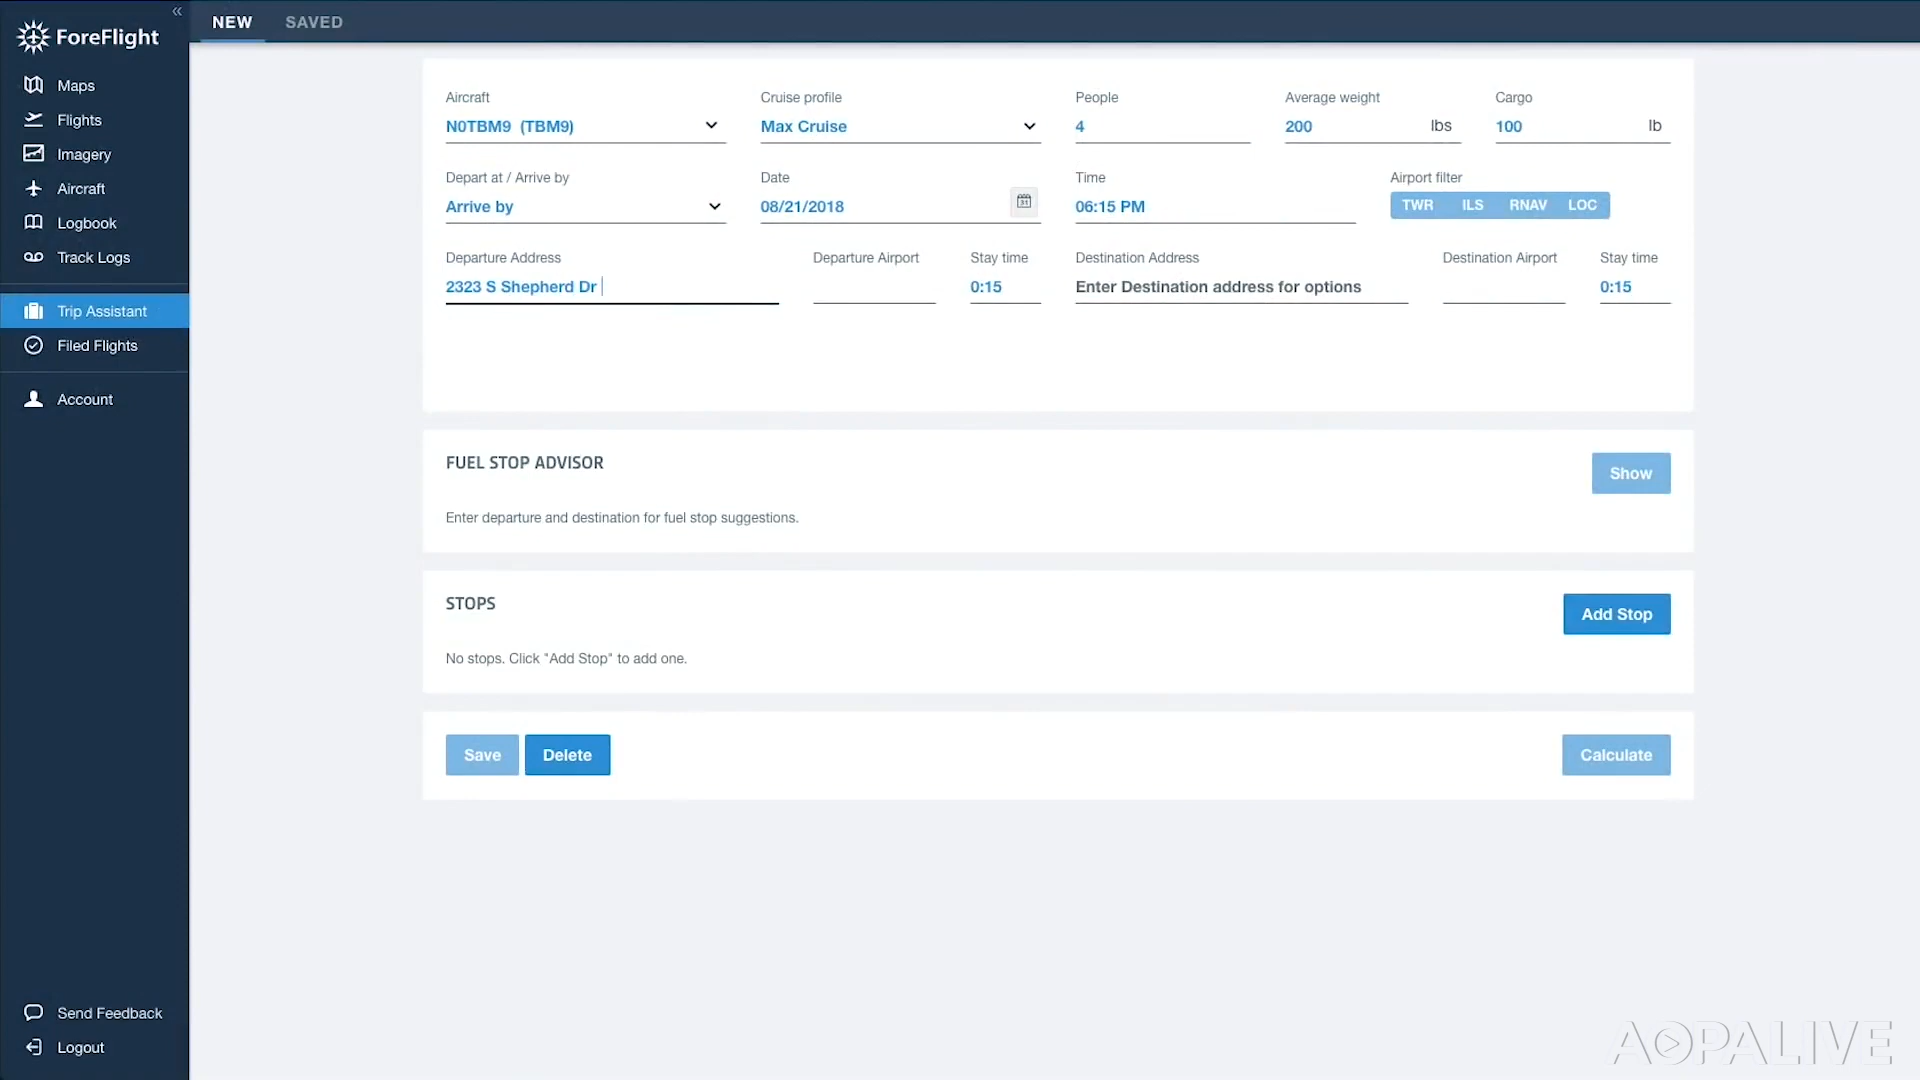 «
NEW SAVED
ForeFlight
Maps
Flights
Imagery
Aircraft
Logbook
Track Logs
Trip Assistant
Filed Flights
Account
Send Feedback
Logout
Aircraft Cruise profile People Average weight Cargo
N0TBM9 (TBM9) Max Cruise 4 200 lbs 100 lb
Depart at / Arrive by Date Time Airport filter
Arrive by 08/21/2018 31 06:15 PM TWR ILS RNAV LOC
Departure Address Departure Airport Stay time Destination Address Destination Airport Stay time
2323 S Shepherd Dr 0:15 Enter Destination address for options 0:15
FUEL STOP ADVISOR
Show
Enter departure and destination for fuel stop suggestions.
STOPS
Add Stop
No stops. Click "Add Stop" to add one.
Save Delete Calculate
AOPALIVE